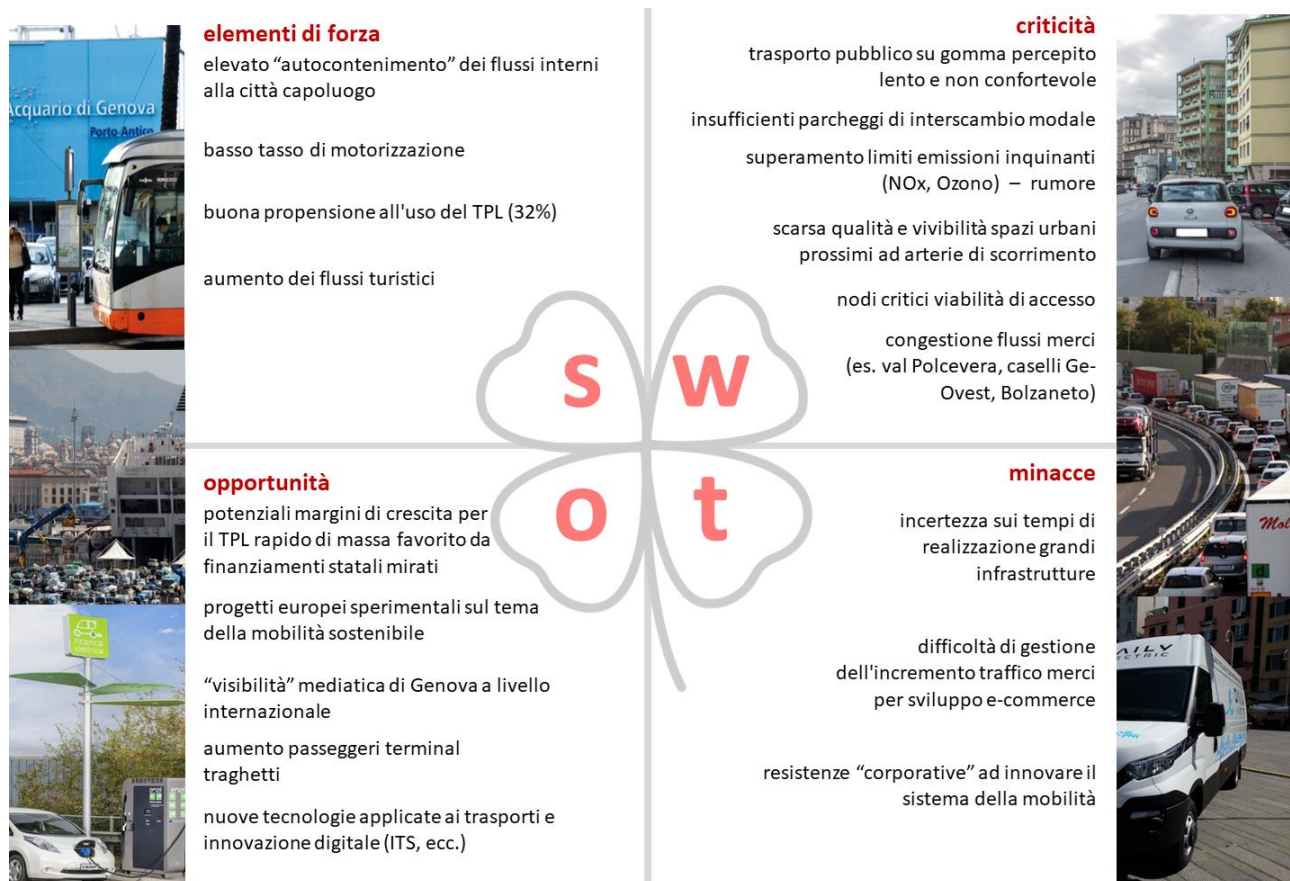 elementi di forza
elevato “autocontenimento” dei flussi interni
alla città capoluogo
basso tasso di motorizzazione
buona propensione all'uso del TPL (32%)
aumento dei flussi turistici
criticità
trasporto pubblico su gomma percepito
lento e non confortevole
insufficienti parcheggi di interscambio modale
superamento limiti emissioni inquinanti
(NOx, Ozono) – rumore
scarsa qualità e vivibilità spazi urbani
prossimi ad arterie di scorrimento
nodi critici viabilità di accesso
congestione flussi merci
(es. val Polcevera, caselli Ge-
Ovest, Bolzaneto)
s w
o t
opportunità
potenziali margini di crescita per
il TPL rapido di massa favorito da
finanziamenti statali mirati
progetti europei sperimentali sul tema
della mobilità sostenibile
“visibilità” mediatica di Genova a livello
internazionale
aumento passeggeri terminal
traghetti
nuove tecnologie applicate ai trasporti e
innovazione digitale (ITS, ecc.)
minacce
incertezza sui tempi di
realizzazione grandi
infrastrutture
difficoltà di gestione
dell'incremento traffico merci
per sviluppo e-commerce
resistenze “corporative” ad innovare il
sistema della mobilità
Acquario di Genova
Porto Antico
ricarica
elettrica